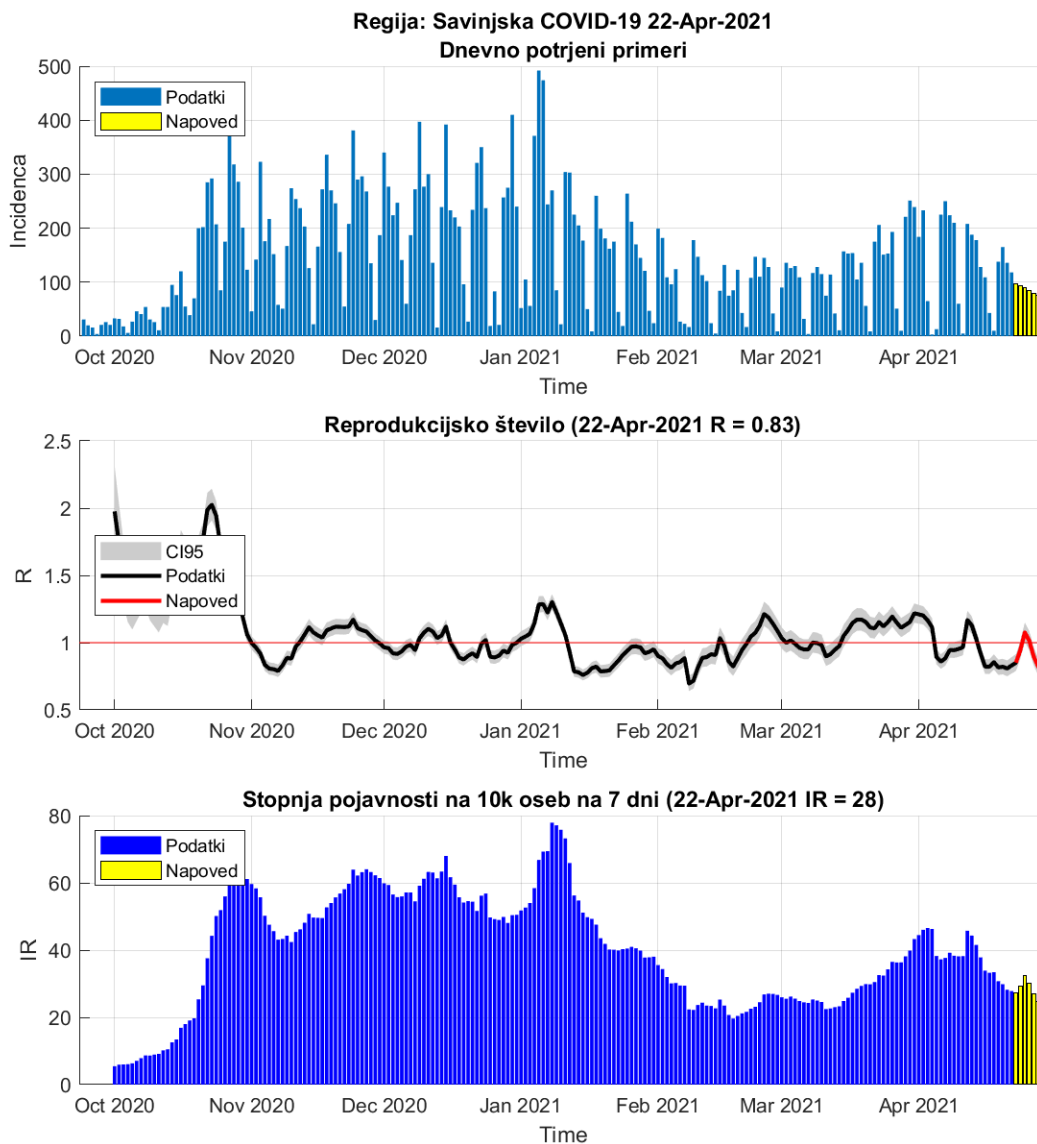 Regija: Savinjska COVID-19 22-Apr-2021
Dnevno potrjeni primeri
500
400
300
200
100
0
Incidenca
Podatki
Napoved
Oct 2020 Nov 2020 Dec 2020 Jan 2021 Feb 2021 Mar 2021 Apr 2021
Time
Reprodukcijsko število (22-Apr-2021 R = 0.83)
2.5
2
1.5
1
0.5
R
CI95
Podatki
Napoved
Oct 2020 Nov 2020 Dec 2020 Jan 2021 Feb 2021 Mar 2021 Apr 2021
Time
Stopnja pojavnosti na 10k oseb na 7 dni (22-Apr-2021 IR = 28)
80
60
40
20
0
IR
Podatki
Napoved
Oct 2020 Nov 2020 Dec 2020 Jan 2021 Feb 2021 Mar 2021 Apr 2021
Time